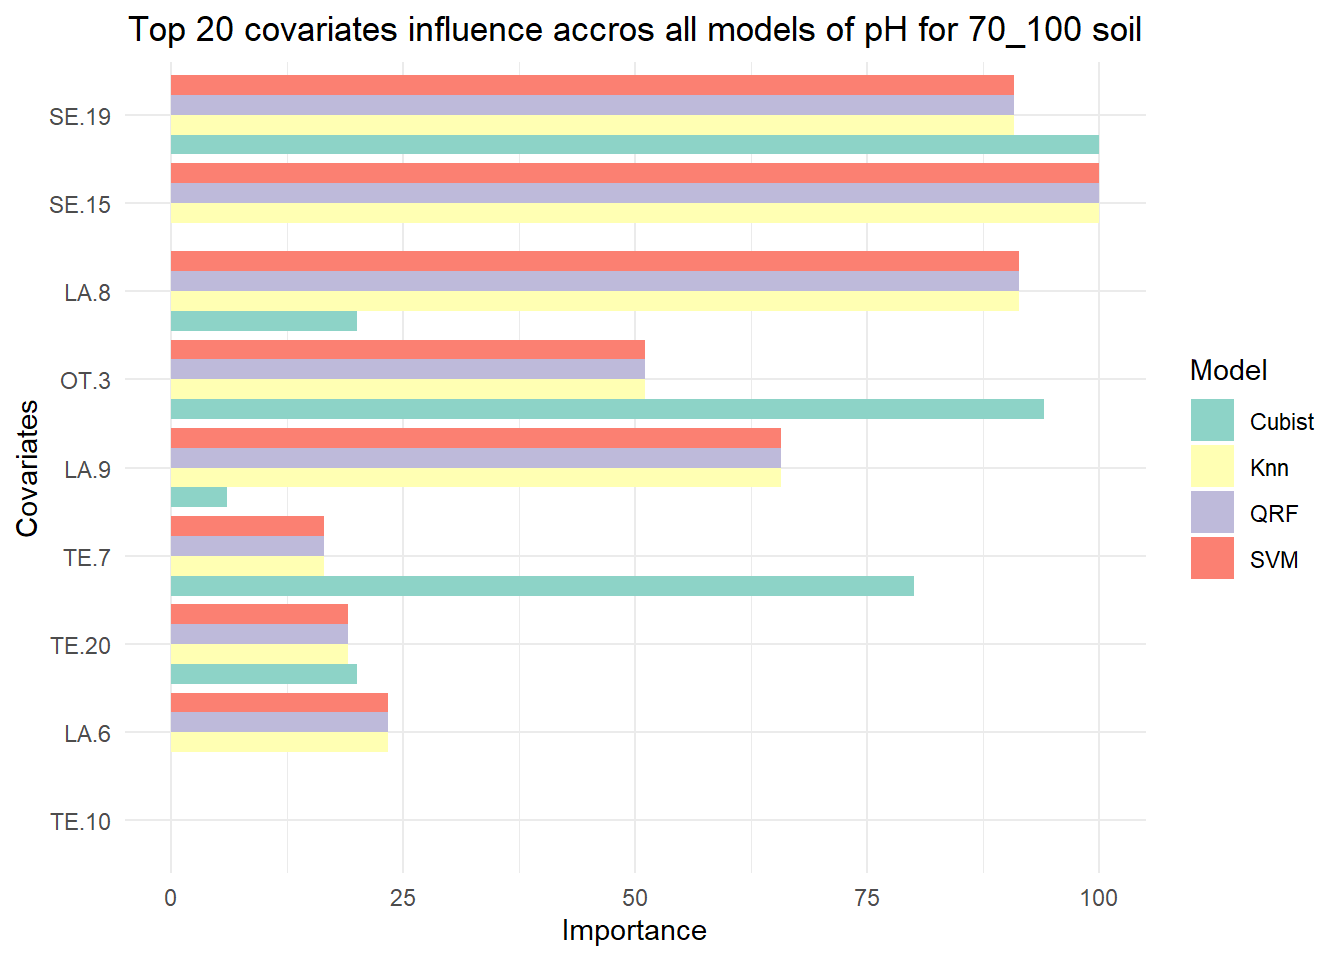 Top 20 covariates influence accros all models of pH for 70_100 soil
SE.19
SE.15
LA.8
OT.3
LA.9
TE.7
TE.20
LA.6
TE.10
Covariates
0 25 50 75 100
Importance
Model
Cubist
Knn
QRF
SVM